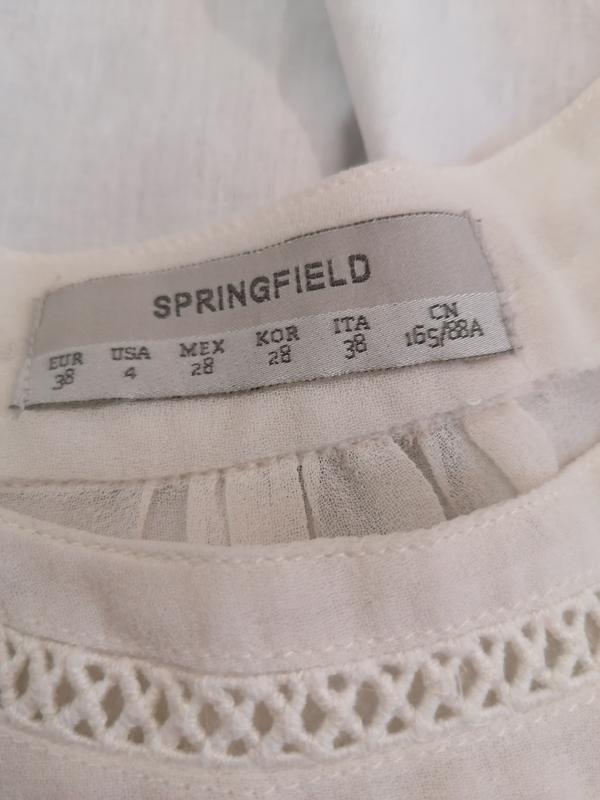 SPRINGFIELD
EUR USA MEX KOR ITA CN
38 4 28 28 38 165/88A